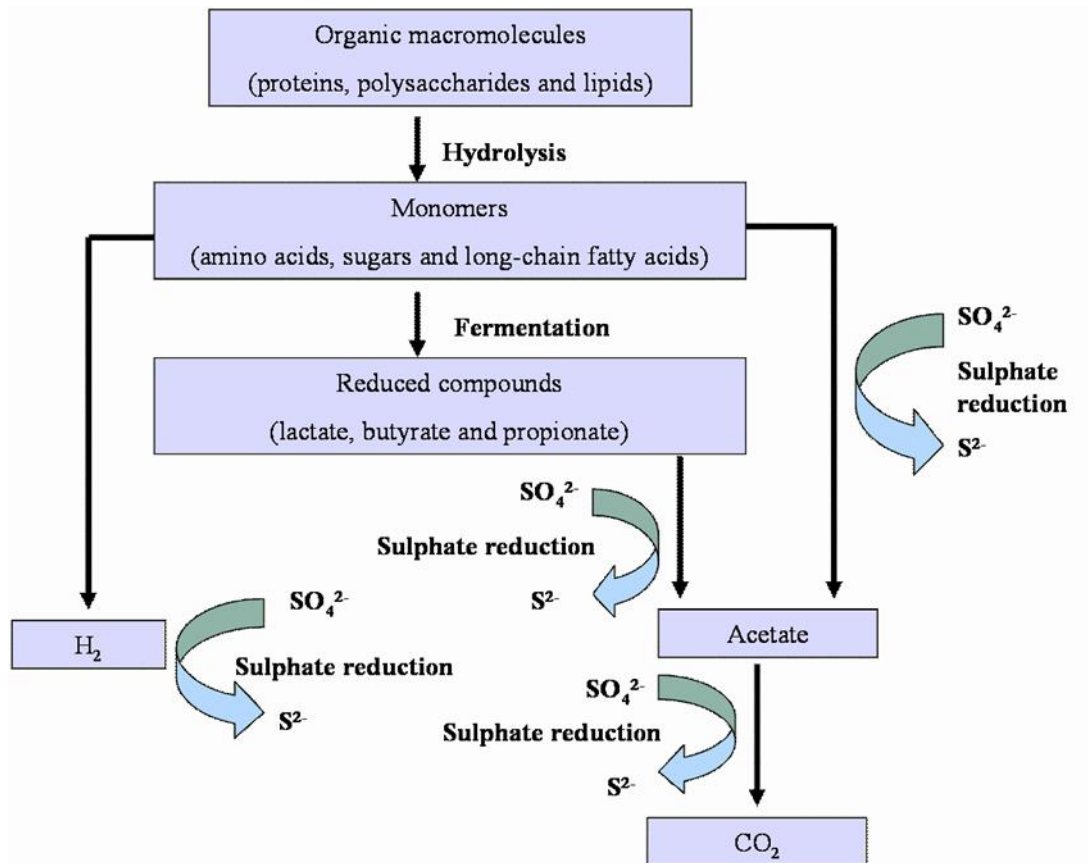 Organic macromolecules
(proteins, polysaccharides and lipids)
Hydrolysis
Monomers
(amino acids, sugars and long-chain fatty acids)
Fermentation
Reduced compounds
(lactate, butyrate and propionate)
SO₄²⁻
Sulphate
reduction
S²⁻
SO₄²⁻
Sulphate reduction
S²⁻
H₂
SO₄²⁻
Sulphate reduction
S²⁻
Acetate
SO₄²⁻
Sulphate reduction
S²⁻
CO₂